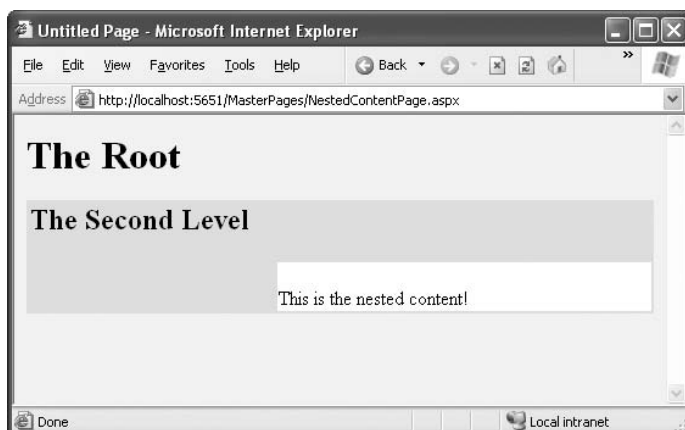 Untitled Page - Microsoft Internet Explorer
File Edit View Favorites Tools Help Back »
Address http://localhost:5651/MasterPages/NestedContentPage.aspx
The Root
The Second Level
This is the nested content!
Done Local intranet